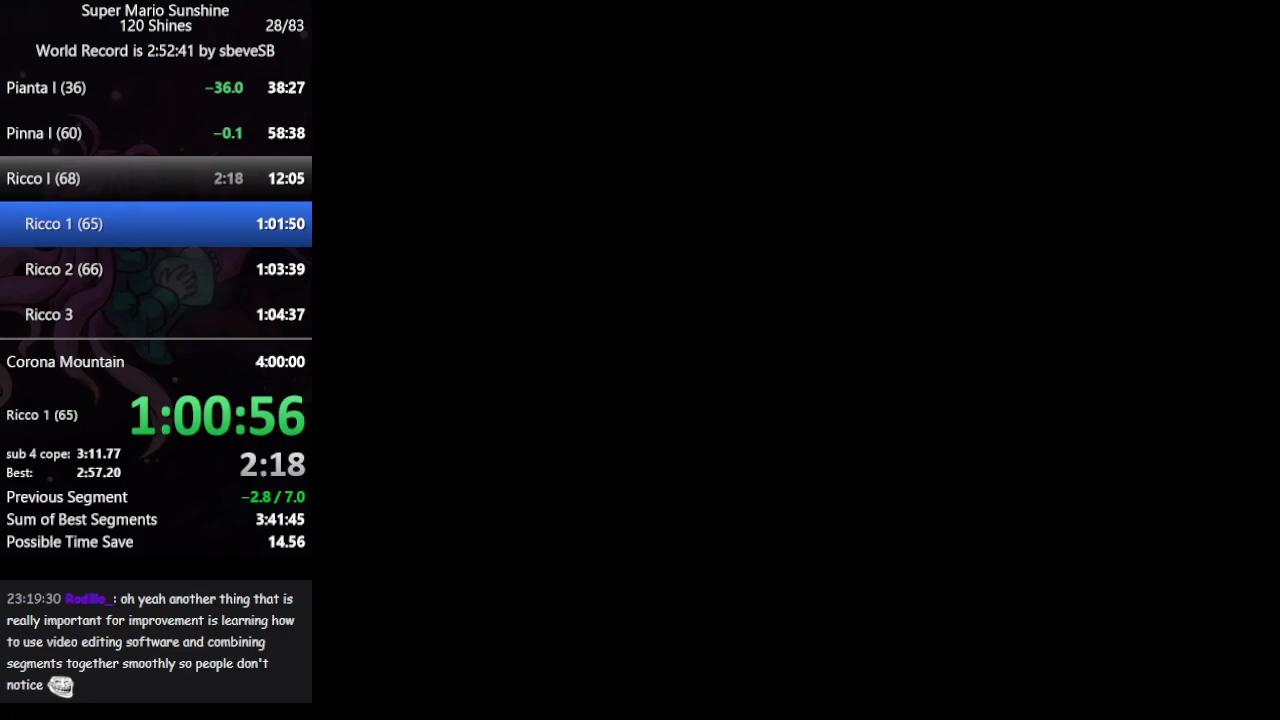 Super Mario Sunshine
120 Shines 28/83
World Record is 2:52:41 by sbeveSB
Pianta I (36) −36.0 38:27
Pinna I (60) −0.1 58:38
Ricco I (68) 2:18 12:05
Ricco 1 (65) 1:01:50
Ricco 2 (66) 1:03:39
Ricco 3 1:04:37
Corona Mountain 4:00:00
Ricco 1 (65) 1:00:56
sub 4 cope: 3:11.77
Best: 2:57.20 2:18
Previous Segment −2.8 / 7.0
Sum of Best Segments 3:41:45
Possible Time Save 14.56
23:19:30 Rodillo_: oh yeah another thing that is
really important for improvement is learning how
to use video editing software and combining
segments together smoothly so people don't
notice